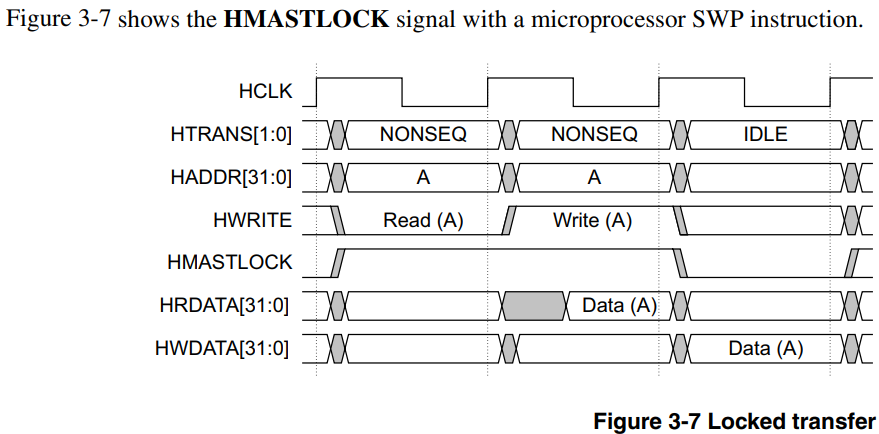 Figure 3-7 shows the HMASTLOCK signal with a microprocessor SWP instruction.
HCLK
HTRANS[1:0] NONSEQ NONSEQ IDLE
HADDR[31:0] A A
HWRITE Read (A) Write (A)
HMASTLOCK
HRDATA[31:0] Data (A)
HWDATA[31:0] Data (A)
Figure 3-7 Locked transfer